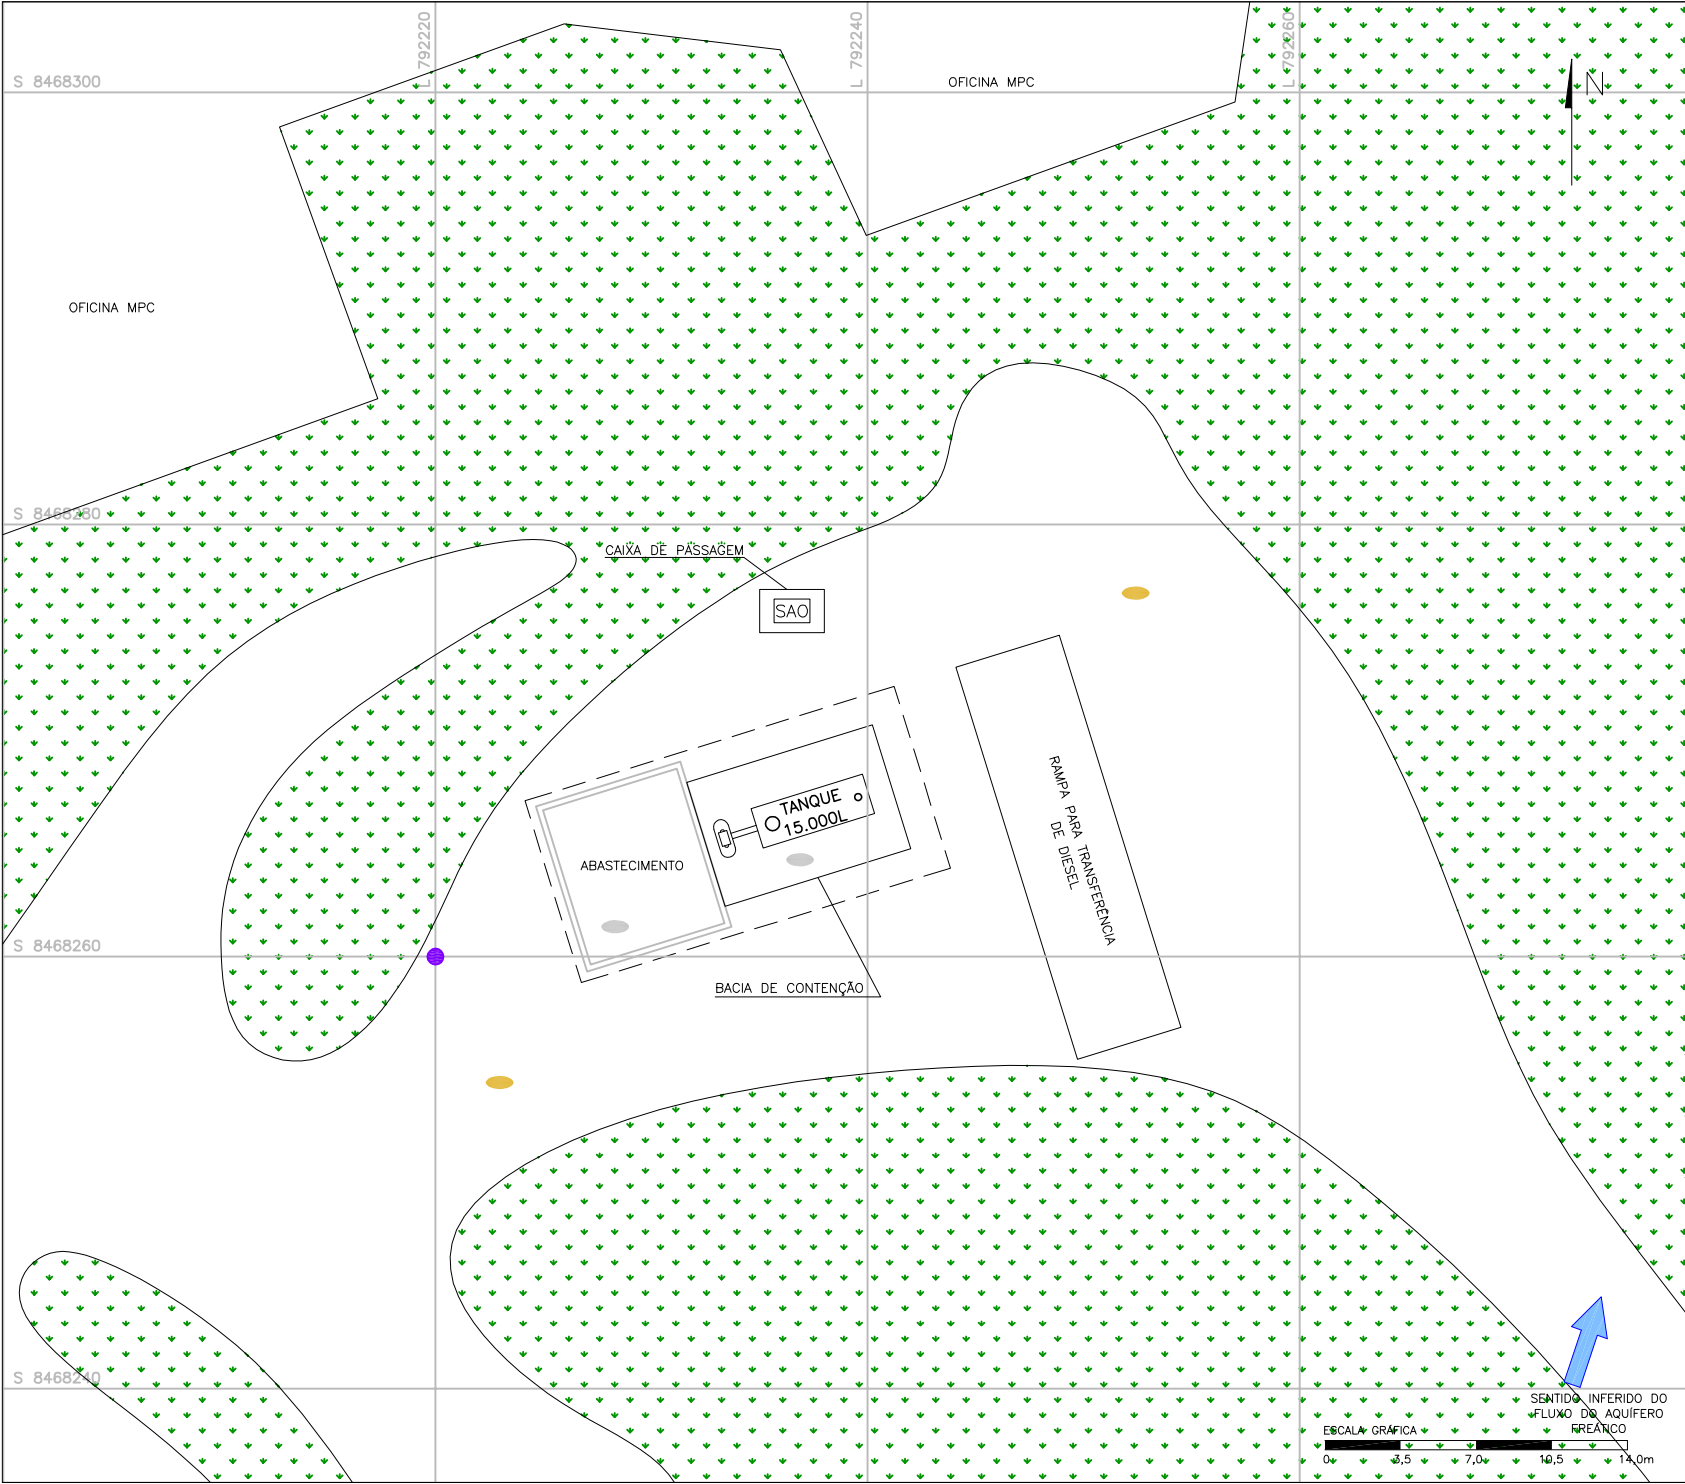 L 792220
L 792240
L 792260
S 8468300
OFICINA MPC
N
OFICINA MPC
S 8468280
CAIXA DE PASSAGEM
SAO
TANQUE
15.000L
ABASTECIMENTO
RAMPA PARA TRANSFERÊNCIA
DE DIESEL
S 8468260
BACIA DE CONTENÇÃO
S 8468240
SENTIDO INFERIDO DO
FLUXO DO AQUÍFERO
FREÁTICO
ESCALA GRÁFICA
0 3,5 7,0 10,5 14,0m